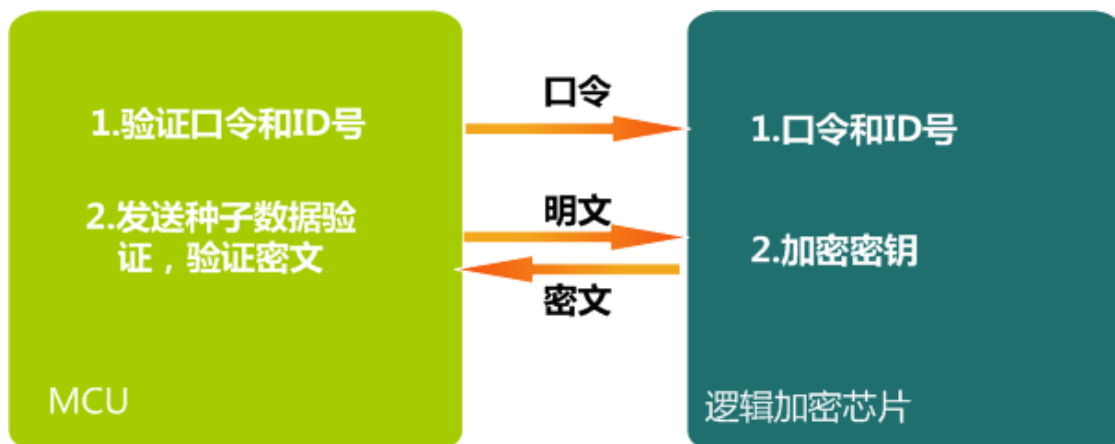 1.验证口令和ID号
2.发送种子数据验
证，验证密文
MCU
口令
明文
密文
1.口令和ID号
2.加密密钥
逻辑加密芯片